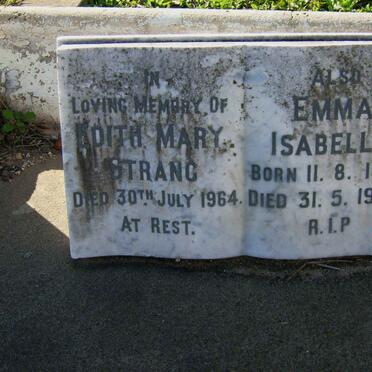 IN
LOVING MEMORY OF
EDITH MARY
STRANG
DIED 30TH JULY 1964
AT REST.
ALSO
EMMA
ISABELL
BORN 11. 8. 1
DIED 31. 5. 19
R.I.P